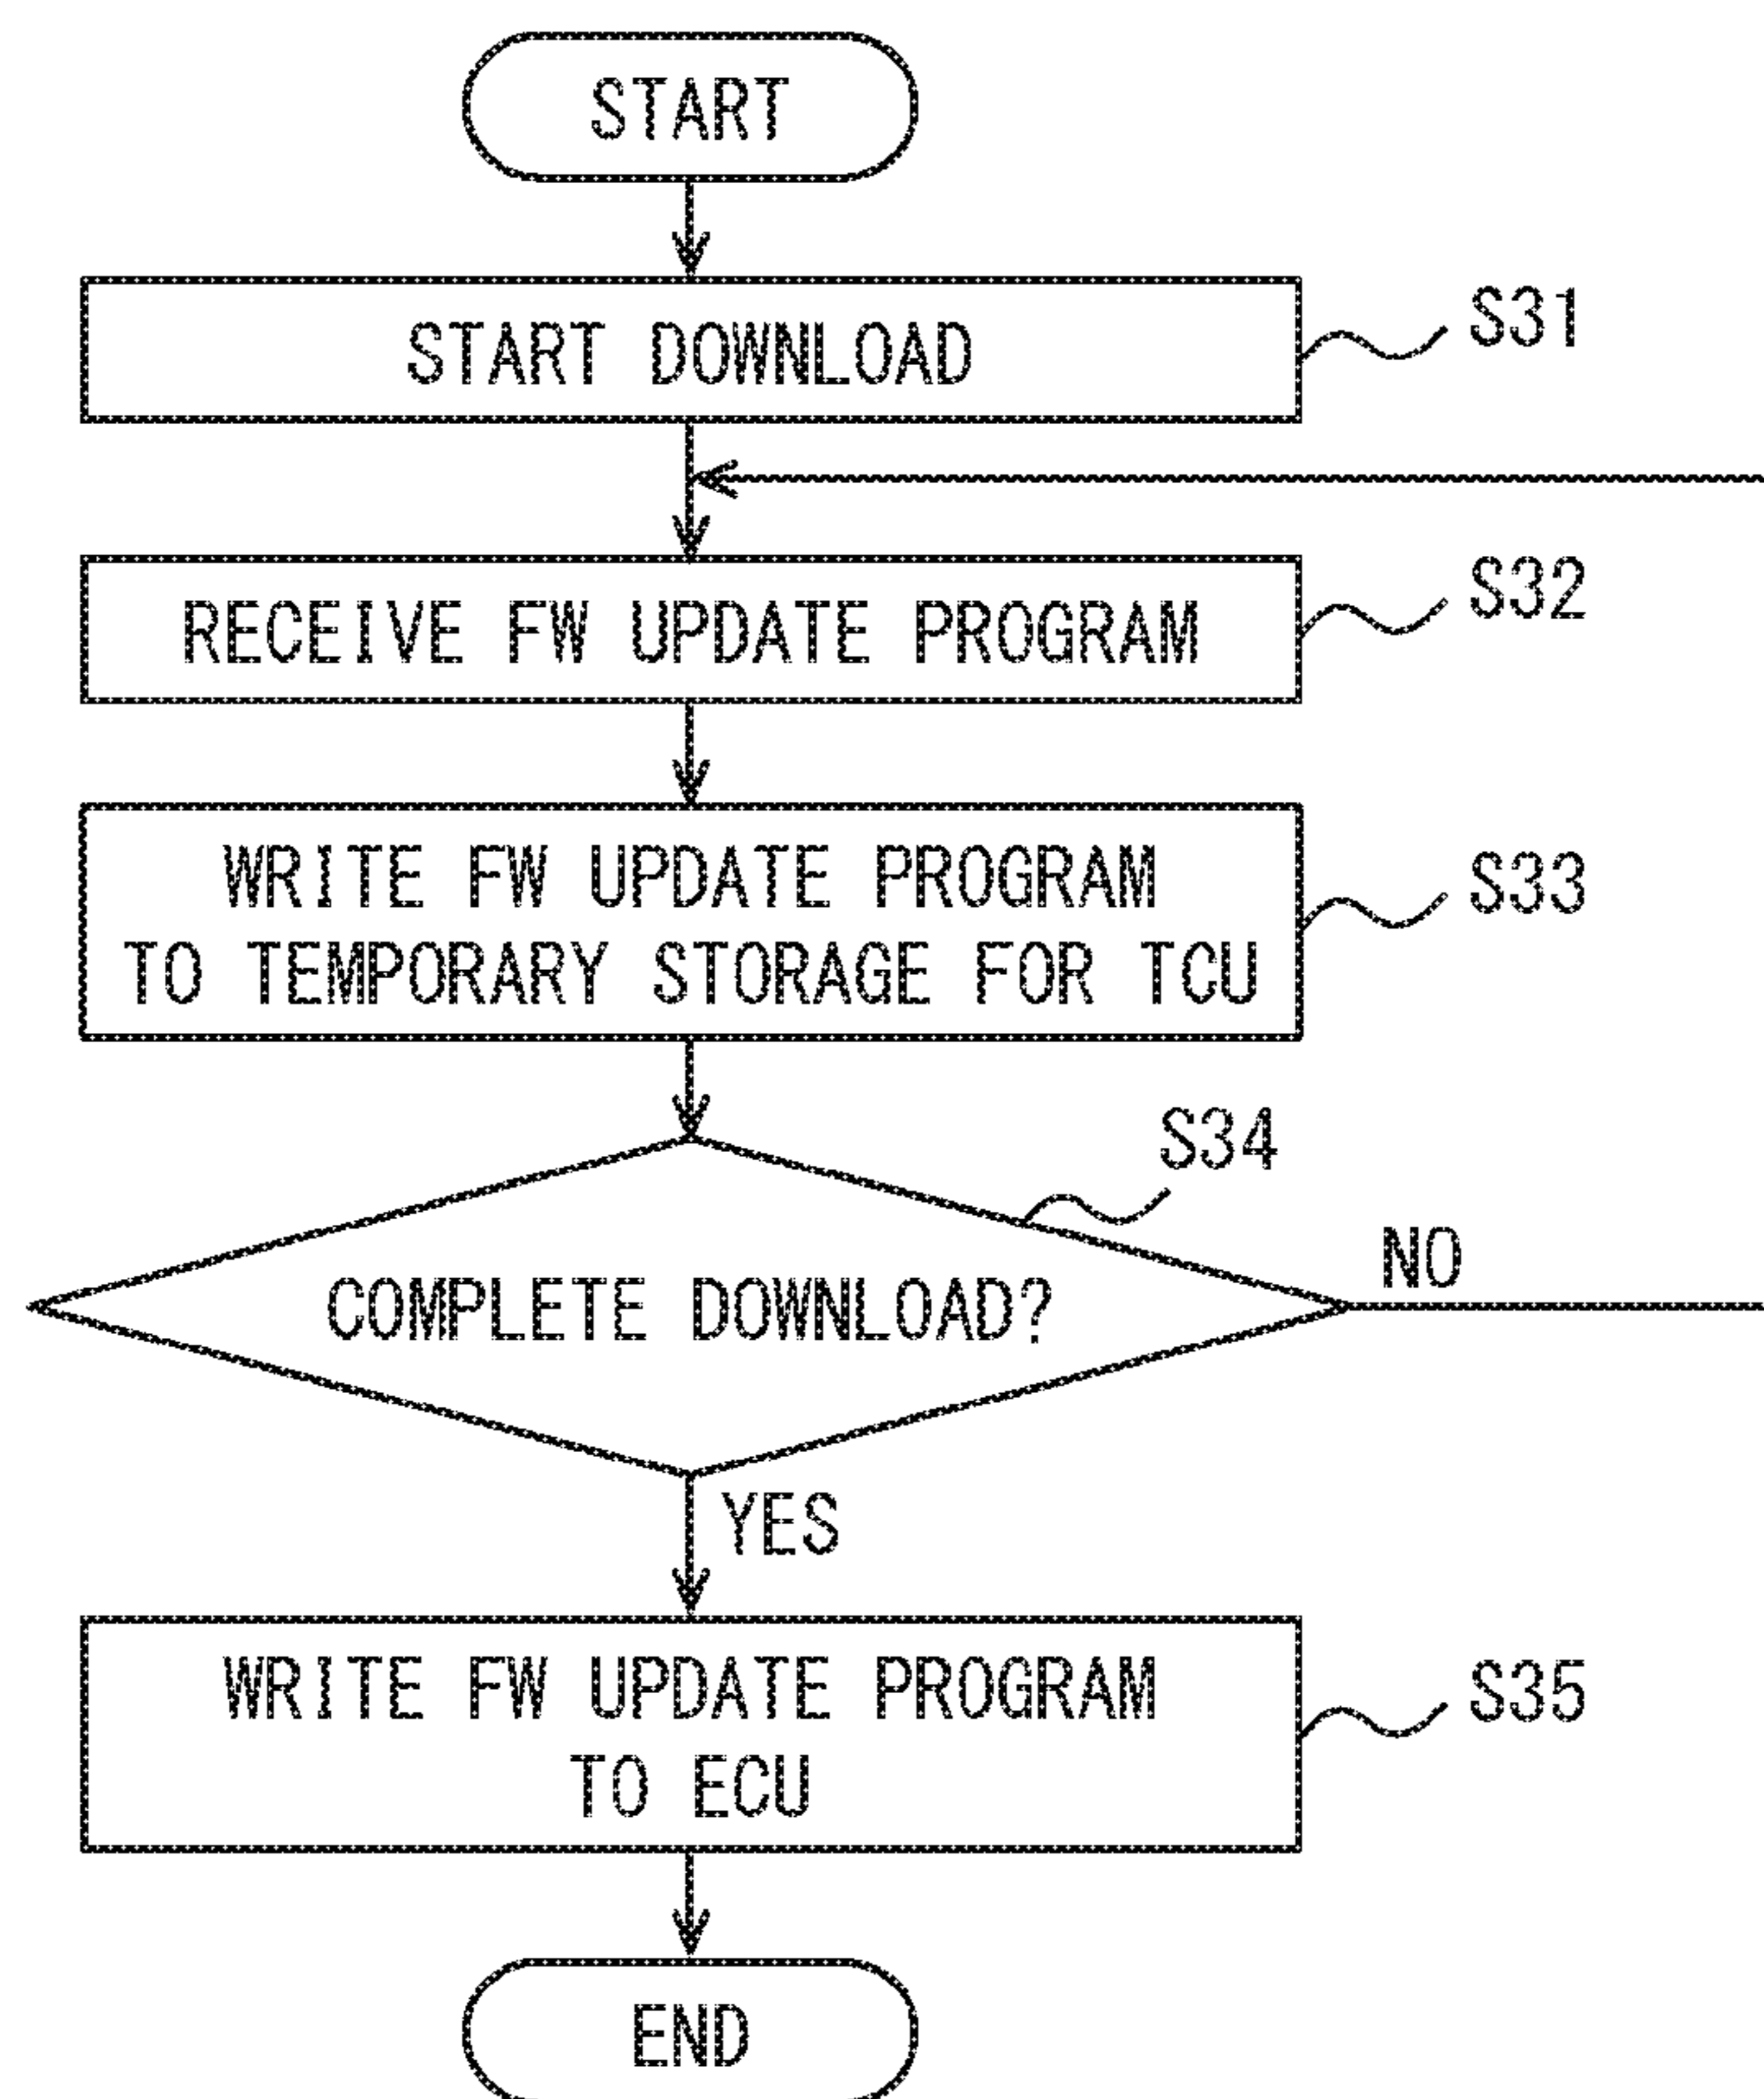 START
START DOWNLOAD
S31
RECEIVE FW UPDATE PROGRAM
S32
WRITE FW UPDATE PROGRAM
TO TEMPORARY STORAGE FOR TCU
S33
S34
COMPLETE DOWNLOAD?
NO
YES
WRITE FW UPDATE PROGRAM
TO ECU
S35
END